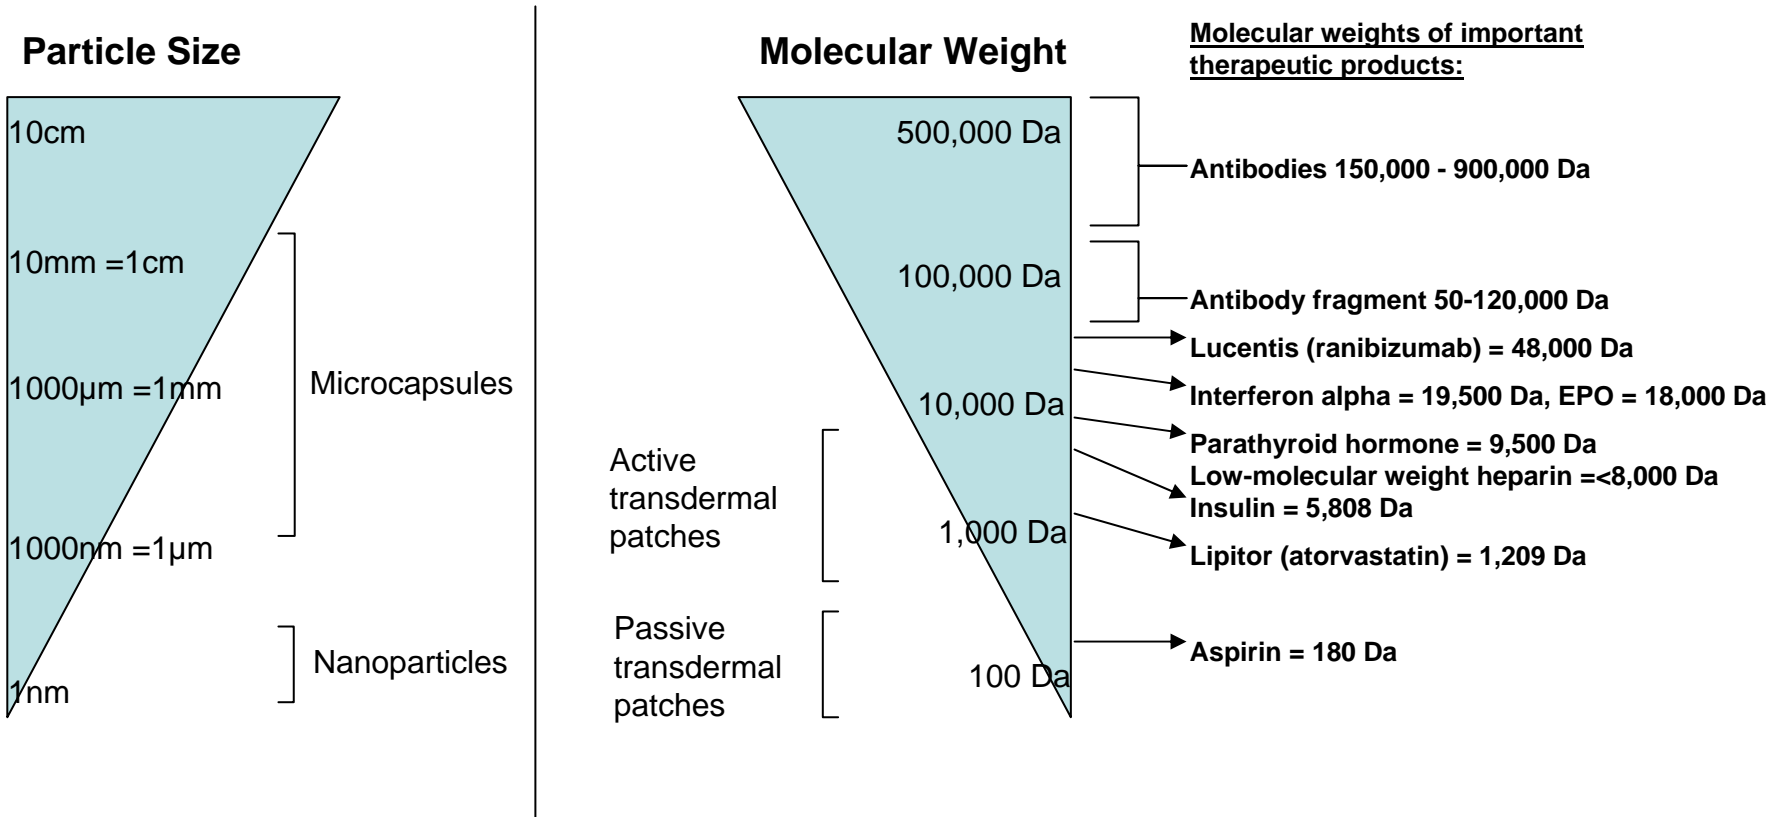 Particle Size
10cm
10mm =1cm
1000µm =1mm
1000nm =1µm
1nm
Microcapsules
Nanoparticles
Molecular Weight
500,000 Da
100,000 Da
10,000 Da
1,000 Da
100 Da
Active
transdermal
patches
Passive
transdermal
patches
Molecular weights of important
therapeutic products:
Antibodies 150,000 - 900,000 Da
Antibody fragment 50-120,000 Da
Lucentis (ranibizumab) = 48,000 Da
Interferon alpha = 19,500 Da, EPO = 18,000 Da
Parathyroid hormone = 9,500 Da
Low-molecular weight heparin =<8,000 Da
Insulin = 5,808 Da
Lipitor (atorvastatin) = 1,209 Da
Aspirin = 180 Da